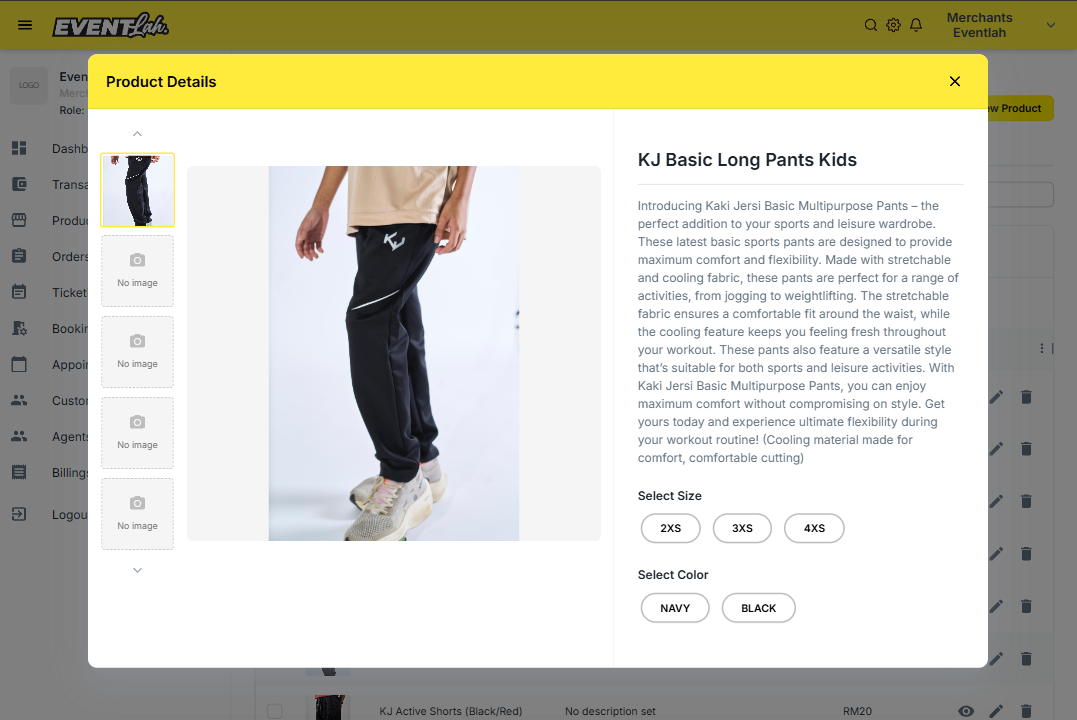 EVENTLah
Merchants
Eventlah
LOGO
Even
Merch
Role:
ew Product
Product Details
Dashb
Transa
Produ
Orders
Ticket
Bookin
Appoi
Custo
Agents
Billings
Logou
No image
No image
No image
No image
KJ Basic Long Pants Kids
Introducing Kaki Jersi Basic Multipurpose Pants – the
perfect addition to your sports and leisure wardrobe.
These latest basic sports pants are designed to provide
maximum comfort and flexibility. Made with stretchable
and cooling fabric, these pants are perfect for a range of
activities, from jogging to weightlifting. The stretchable
fabric ensures a comfortable fit around the waist, while
the cooling feature keeps you feeling fresh throughout
your workout. These pants also feature a versatile style
that's suitable for both sports and leisure activities. With
Kaki Jersi Basic Multipurpose Pants, you can enjoy
maximum comfort without compromising on style. Get
yours today and experience ultimate flexibility during
your workout routine! (Cooling material made for
comfort, comfortable cutting)
Select Size
2XS 3XS 4XS
Select Color
NAVY BLACK
KJ Active Shorts (Black/Red) No description set RM20